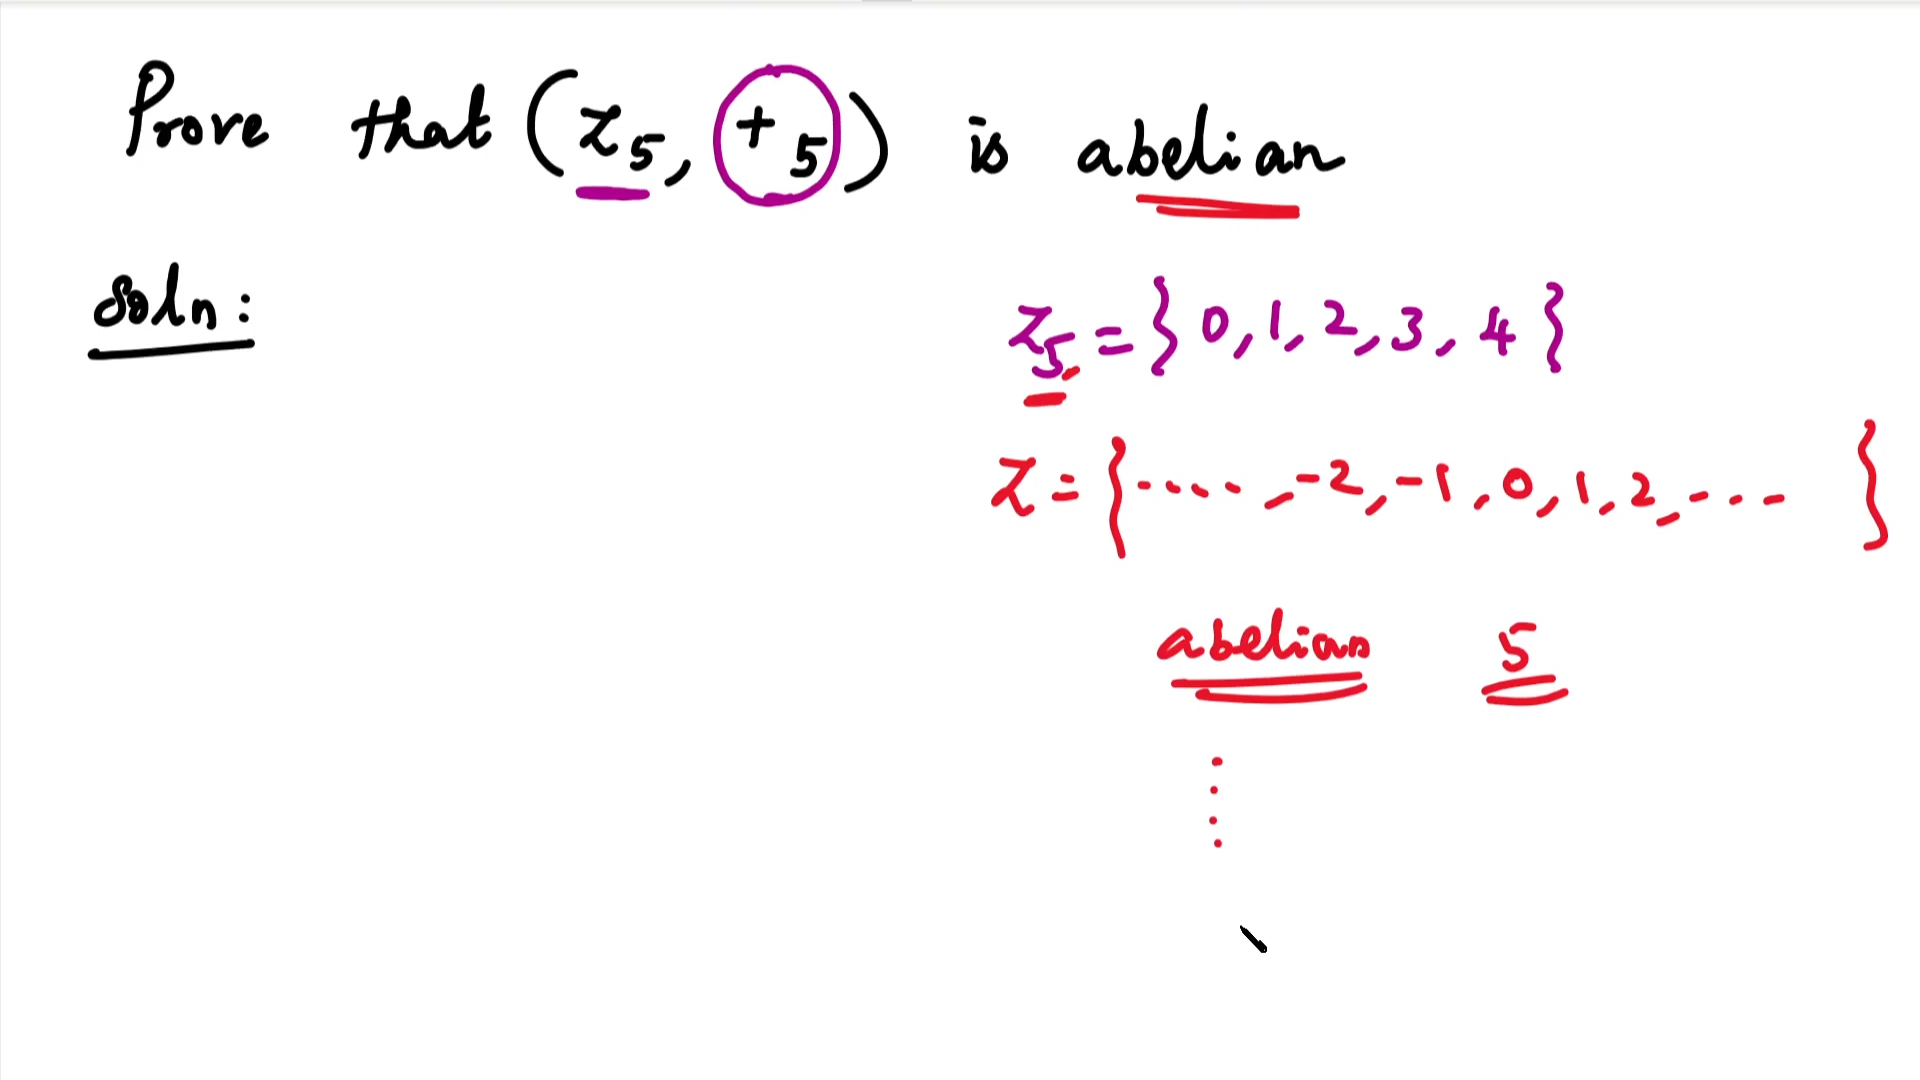 Prove that (Z₅, +₅) is abelian
Soln:
Z₅ = { 0, 1, 2, 3, 4 }
Z = { ...., -2, -1, 0, 1, 2, ... }
abelian 5